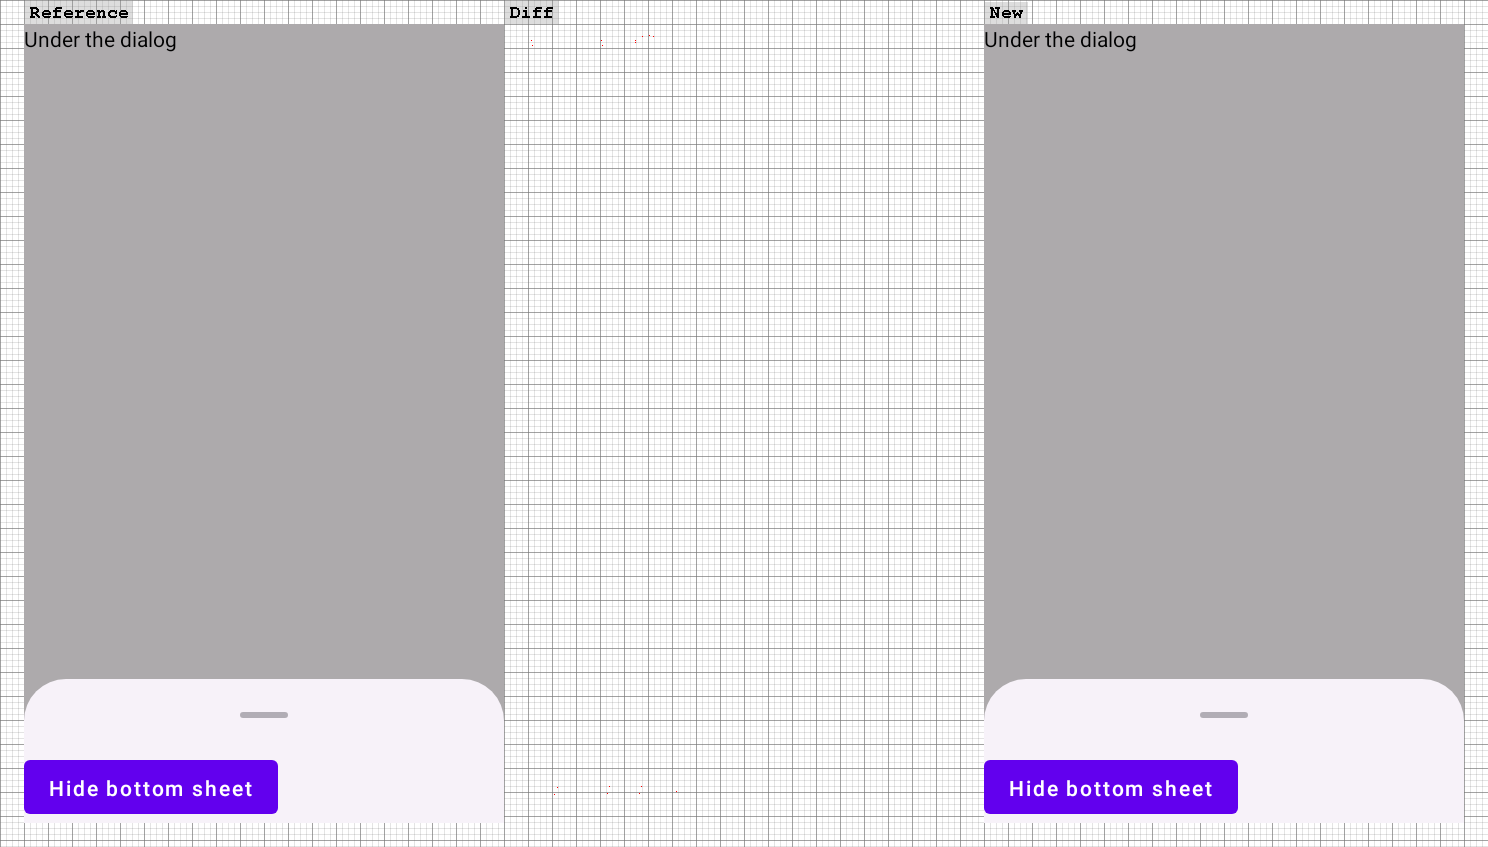 Reference
Diff
New
Under the dialog
Under the dialog
Hide bottom sheet
Hide bottom sheet